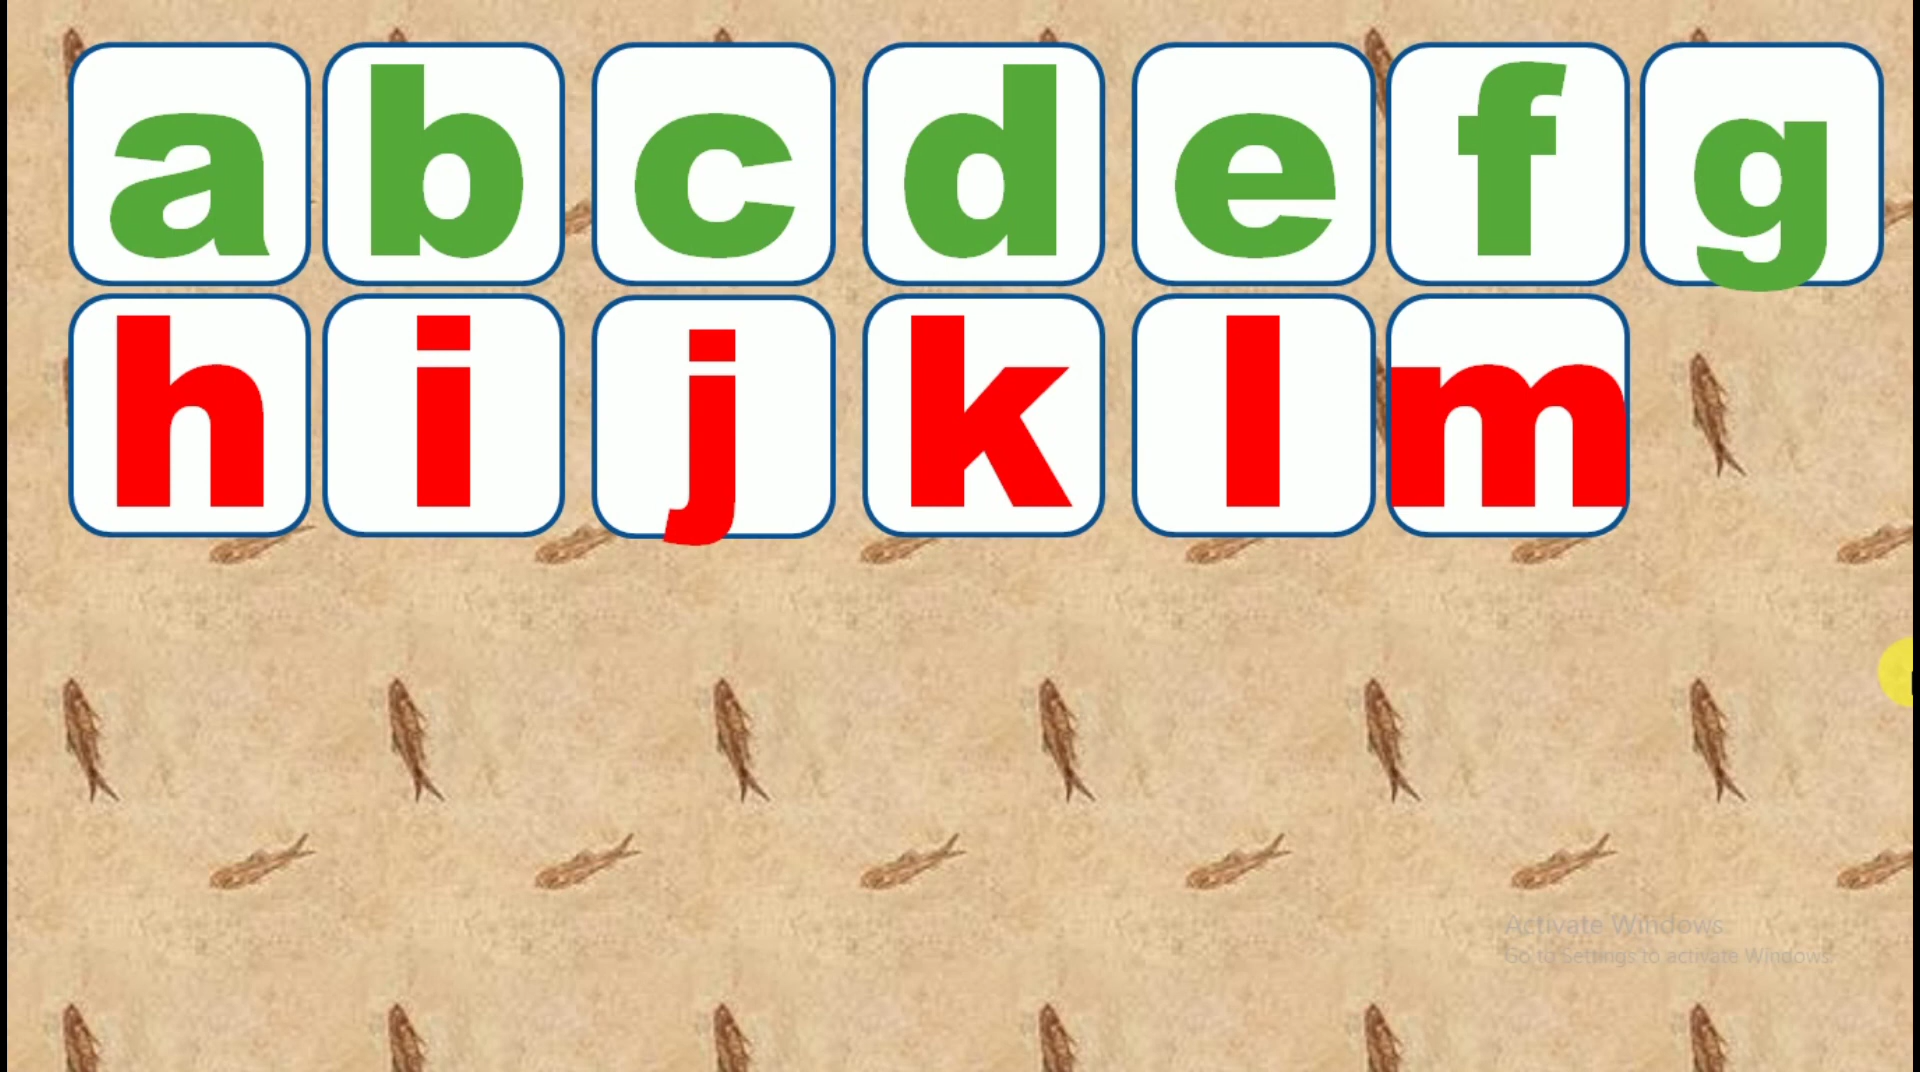 a b c d e f g
h i j k l m
Activate Windows
Go to Settings to activate Windows.